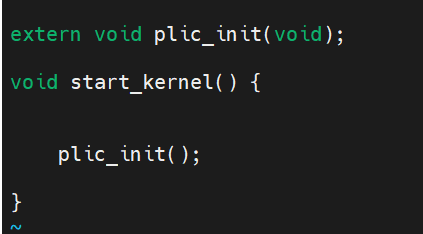 extern void plic_init(void);
void start_kernel() {
    plic_init();
}
~